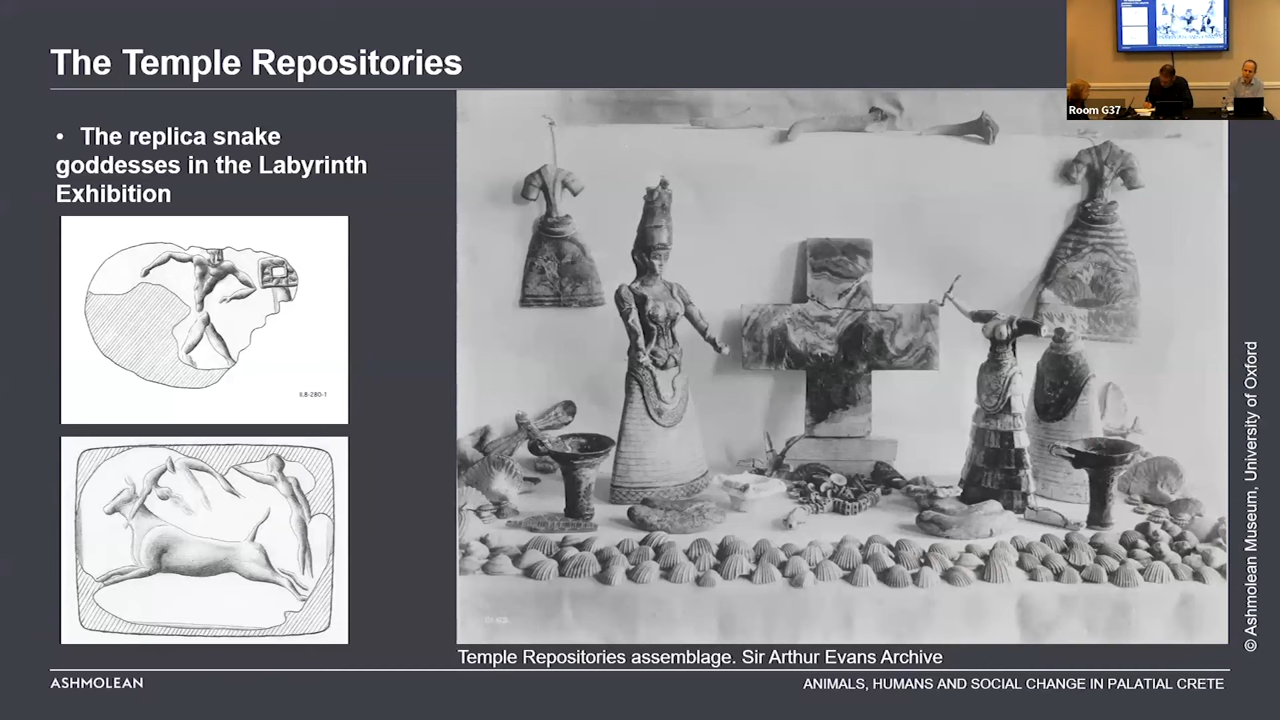 The Temple Repositories
• The replica snake
goddesses in the Labyrinth
Exhibition
II.8-280-1
Room G37
© Ashmolean Museum, University of Oxford
Temple Repositories assemblage. Sir Arthur Evans Archive
ASHMOLEAN
ANIMALS, HUMANS AND SOCIAL CHANGE IN PALATIAL CRETE